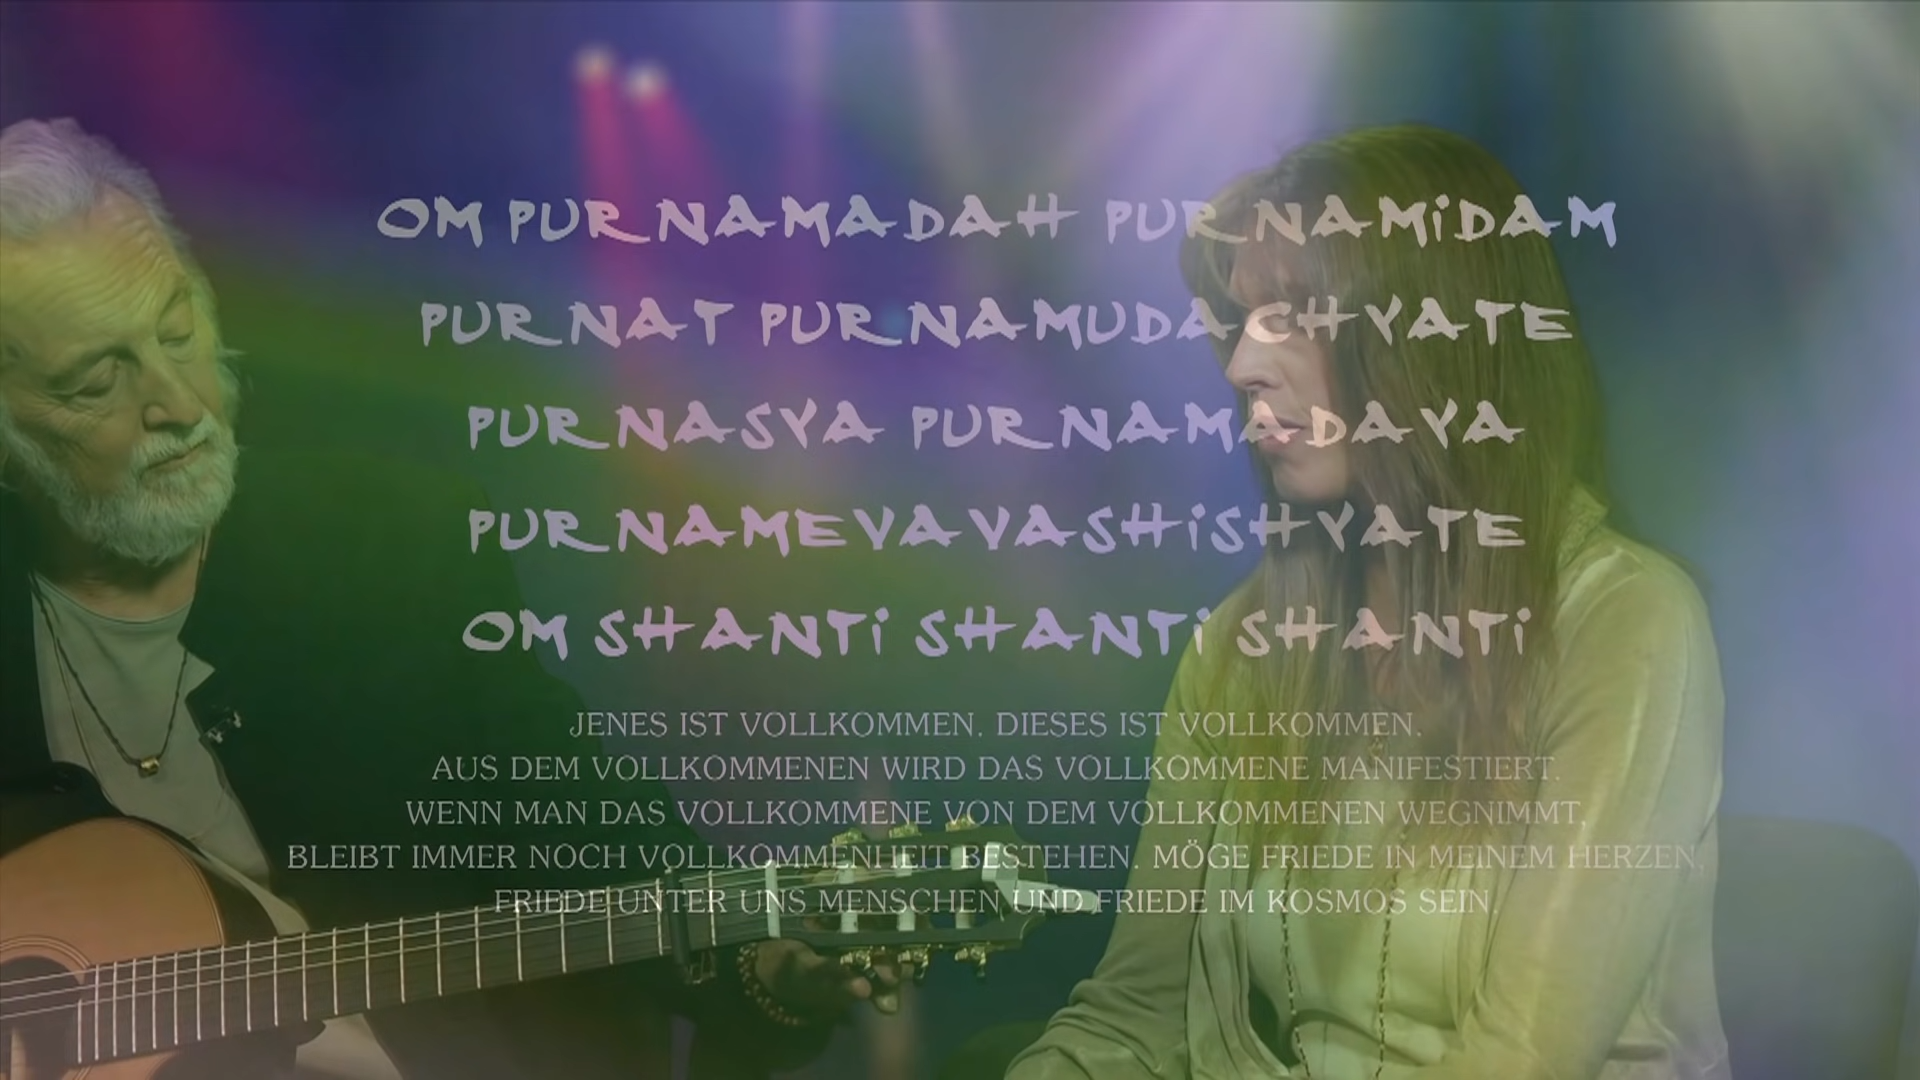 OM PURNAMADAH PURNAMiDAM
PURNAT PURNAMUDACHYATE
PURNASYA PURNAMADAYA
PURNAMEVAVASHiSHYATE
OM SHANTi SHANTi SHANTi
JENES IST VOLLKOMMEN. DIESES IST VOLLKOMMEN.
AUS DEM VOLLKOMMENEN WIRD DAS VOLLKOMMENE MANIFESTIERT.
WENN MAN DAS VOLLKOMMENE VON DEM VOLLKOMMENEN WEGNIMMT,
BLEIBT IMMER NOCH VOLLKOMMENHEIT BESTEHEN. MÖGE FRIEDE IN MEINEM HERZEN,
FRIEDE UNTER UNS MENSCHEN UND FRIEDE IM KOSMOS SEIN.